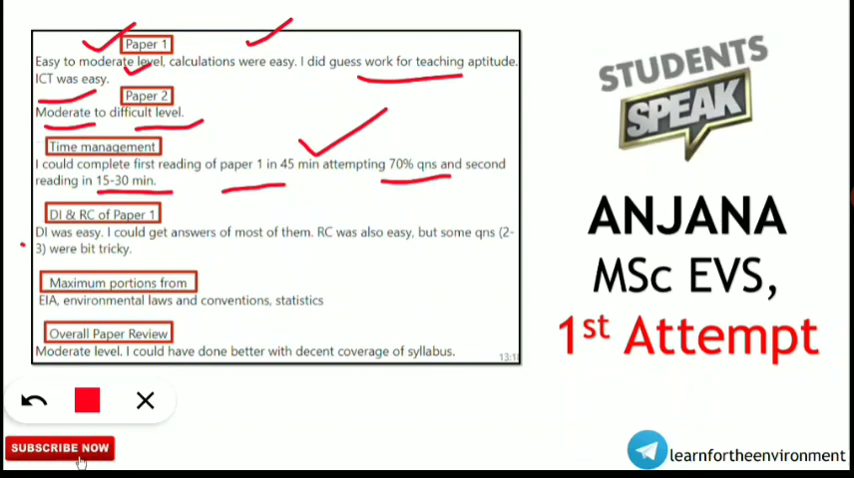 Paper 1
Easy to moderate level, calculations were easy. I did guess work for teaching aptitude.
ICT was easy.
Paper 2
Moderate to difficult level.
Time management
I could complete first reading of paper 1 in 45 min attempting 70% qns and second
reading in 15-30 min.
DI & RC of Paper 1
DI was easy. I could get answers of most of them. RC was also easy, but some qns (2-
3) were bit tricky.
Maximum portions from
EIA, environmental laws and conventions, statistics
Overall Paper Review
Moderate level. I could have done better with decent coverage of syllabus.
STUDENTS
SPEAK
ANJANA
MSc EVS,
1st Attempt
SUBSCRIBE NOW
learnfortheenvironment